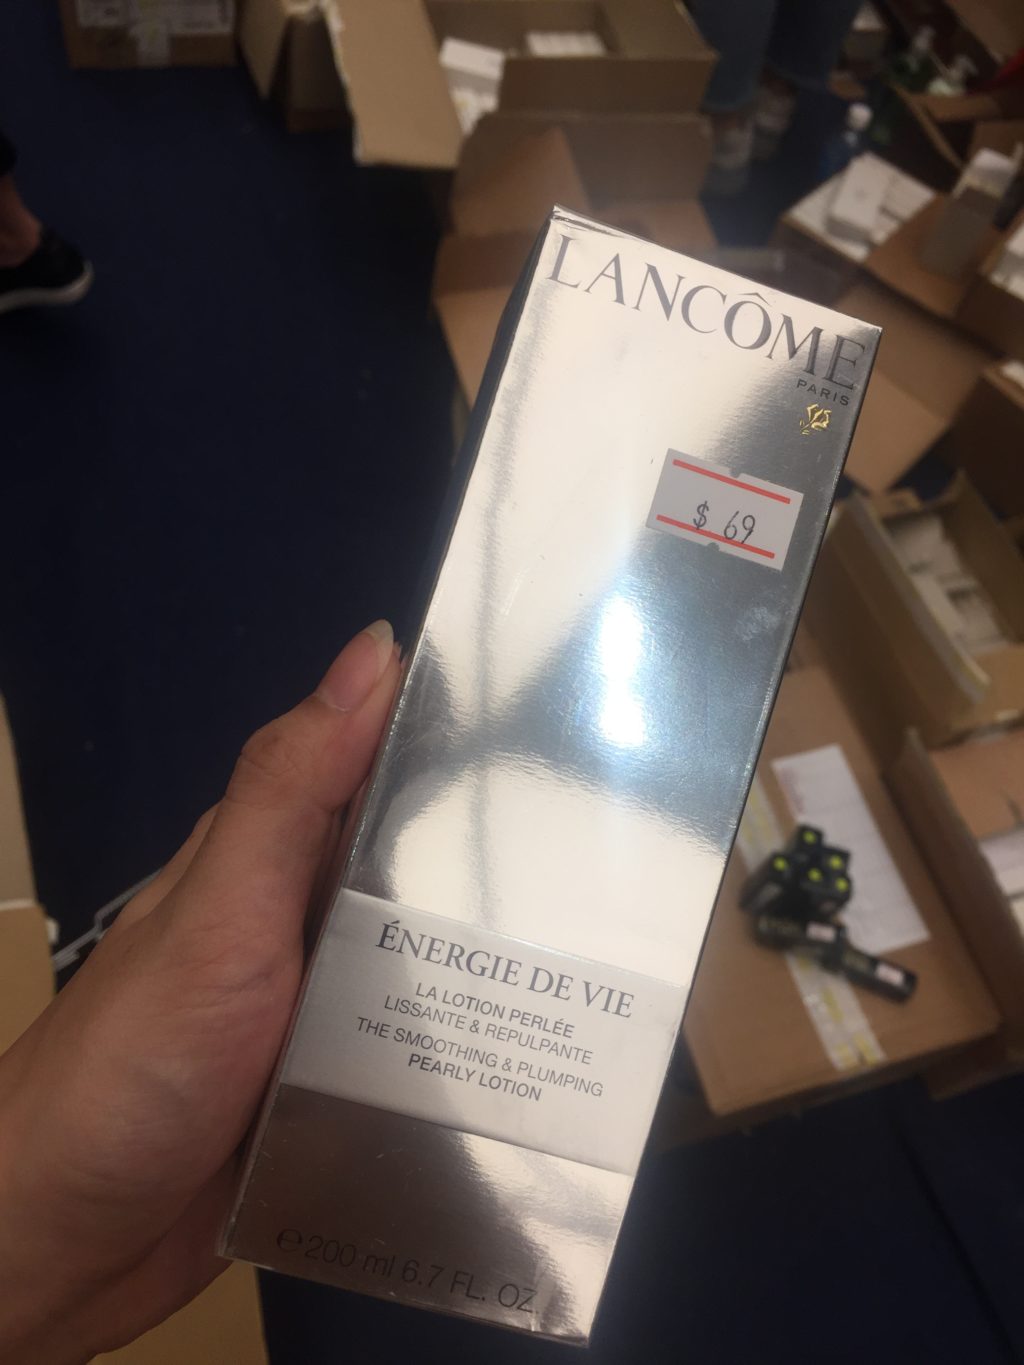 LANCÔME
PARIS
$ 69
ÉNERGIE DE VIE
LA LOTION PERLÉE
LISSANTE & REPULPANTE
THE SMOOTHING & PLUMPING
PEARLY LOTION
e 200 ml 6.7 FL. OZ.